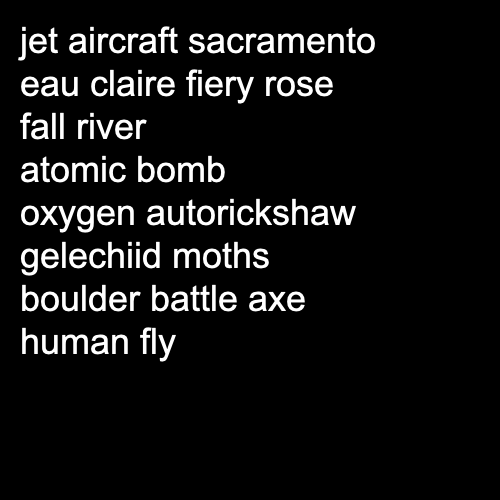 jet aircraft sacramento
eau claire fiery rose
fall river
atomic bomb
oxygen autorickshaw
gelechiid moths
boulder battle axe
human fly